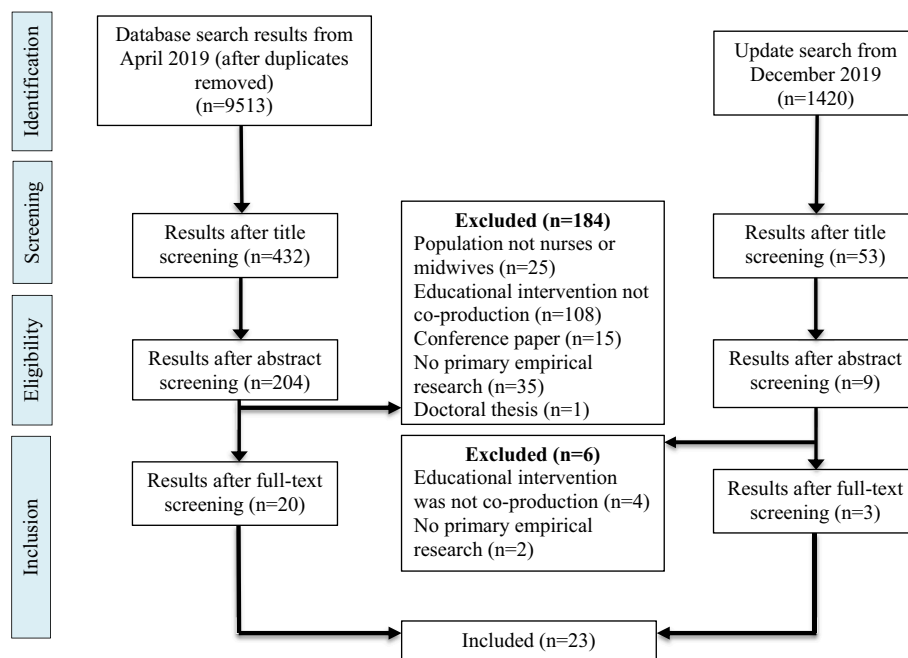 Identification
Database search results from
April 2019 (after duplicates
removed)
(n=9513)
Update search from
December 2019
(n=1420)
Screening
Results after title
screening (n=432)
Excluded (n=184)
Population not nurses or
midwives (n=25)
Educational intervention not
co-production (n=108)
Conference paper (n=15)
No primary empirical
research (n=35)
Doctoral thesis (n=1)
Results after title
screening (n=53)
Eligibility
Results after abstract
screening (n=204)
Results after abstract
screening (n=9)
Inclusion
Results after full-text
screening (n=20)
Excluded (n=6)
Educational intervention
was not co-production (n=4)
No primary empirical
research (n=2)
Results after full-text
screening (n=3)
Included (n=23)